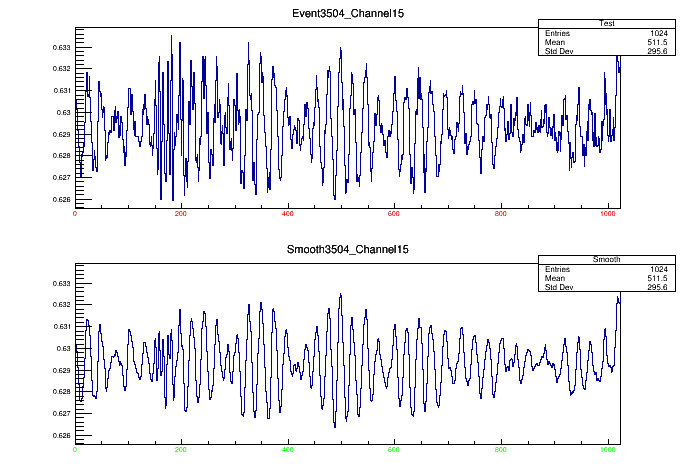 Event3504_Channel15
Test
Entries 1024
Mean 511.5
Std Dev 295.6
0.633
0.632
0.631
0.63
0.629
0.628
0.627
0.626
0 200 400 600 800 1000
Smooth3504_Channel15
Smooth
Entries 1024
Mean 511.5
Std Dev 295.6
0.633
0.632
0.631
0.63
0.629
0.628
0.627
0.626
0 200 400 600 800 1000